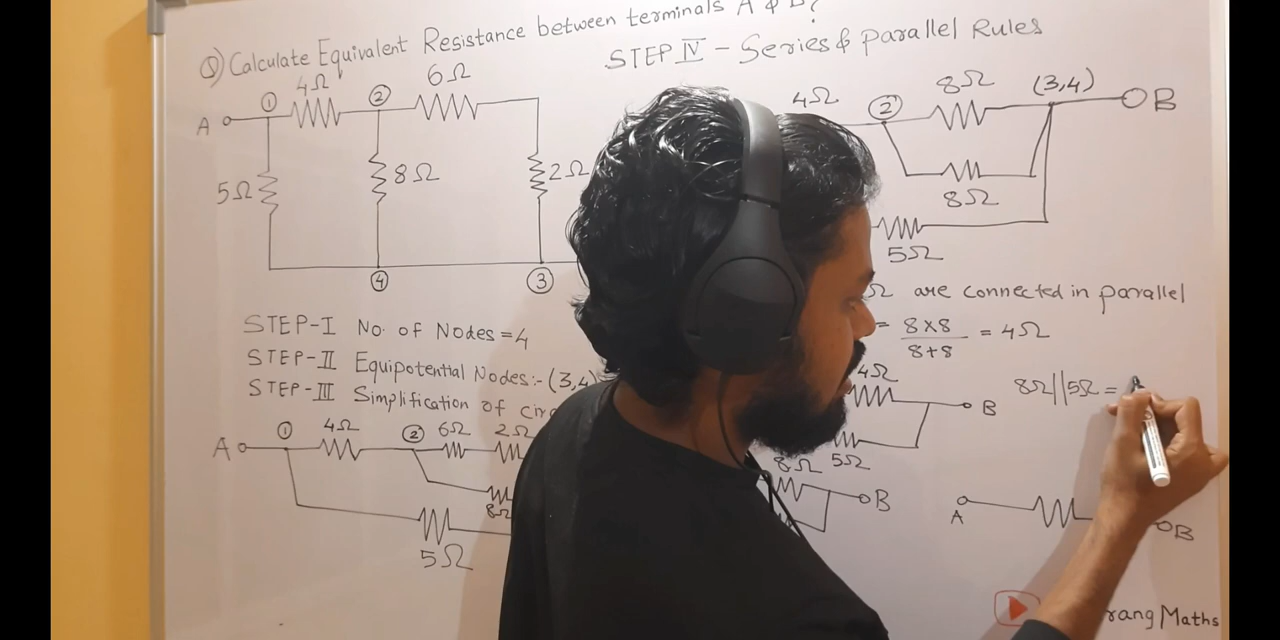 Q) Calculate Equivalent Resistance between terminals A & B?
4Ω
6Ω
A
1
2
5Ω
8Ω
2Ω
4
3
STEP-I No. of Nodes = 4
STEP-II Equipotential Nodes:- (3,4)
STEP-III Simplification of
A
1
4Ω
2
6Ω
2Ω
8Ω
5Ω
STEP IV - Series & Parallel Rules
4Ω
2
8Ω
(3,4)
B
8Ω
5Ω
Ω are connected in parallel
= 8×8 / 8+8 = 4Ω
4Ω
B
5Ω
8Ω||5Ω =
8Ω
B
A
B
Maths